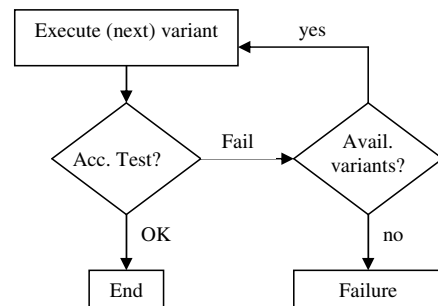 Execute (next) variant
yes
Acc. Test?
Fail
Avail.
variants?
OK
no
End
Failure